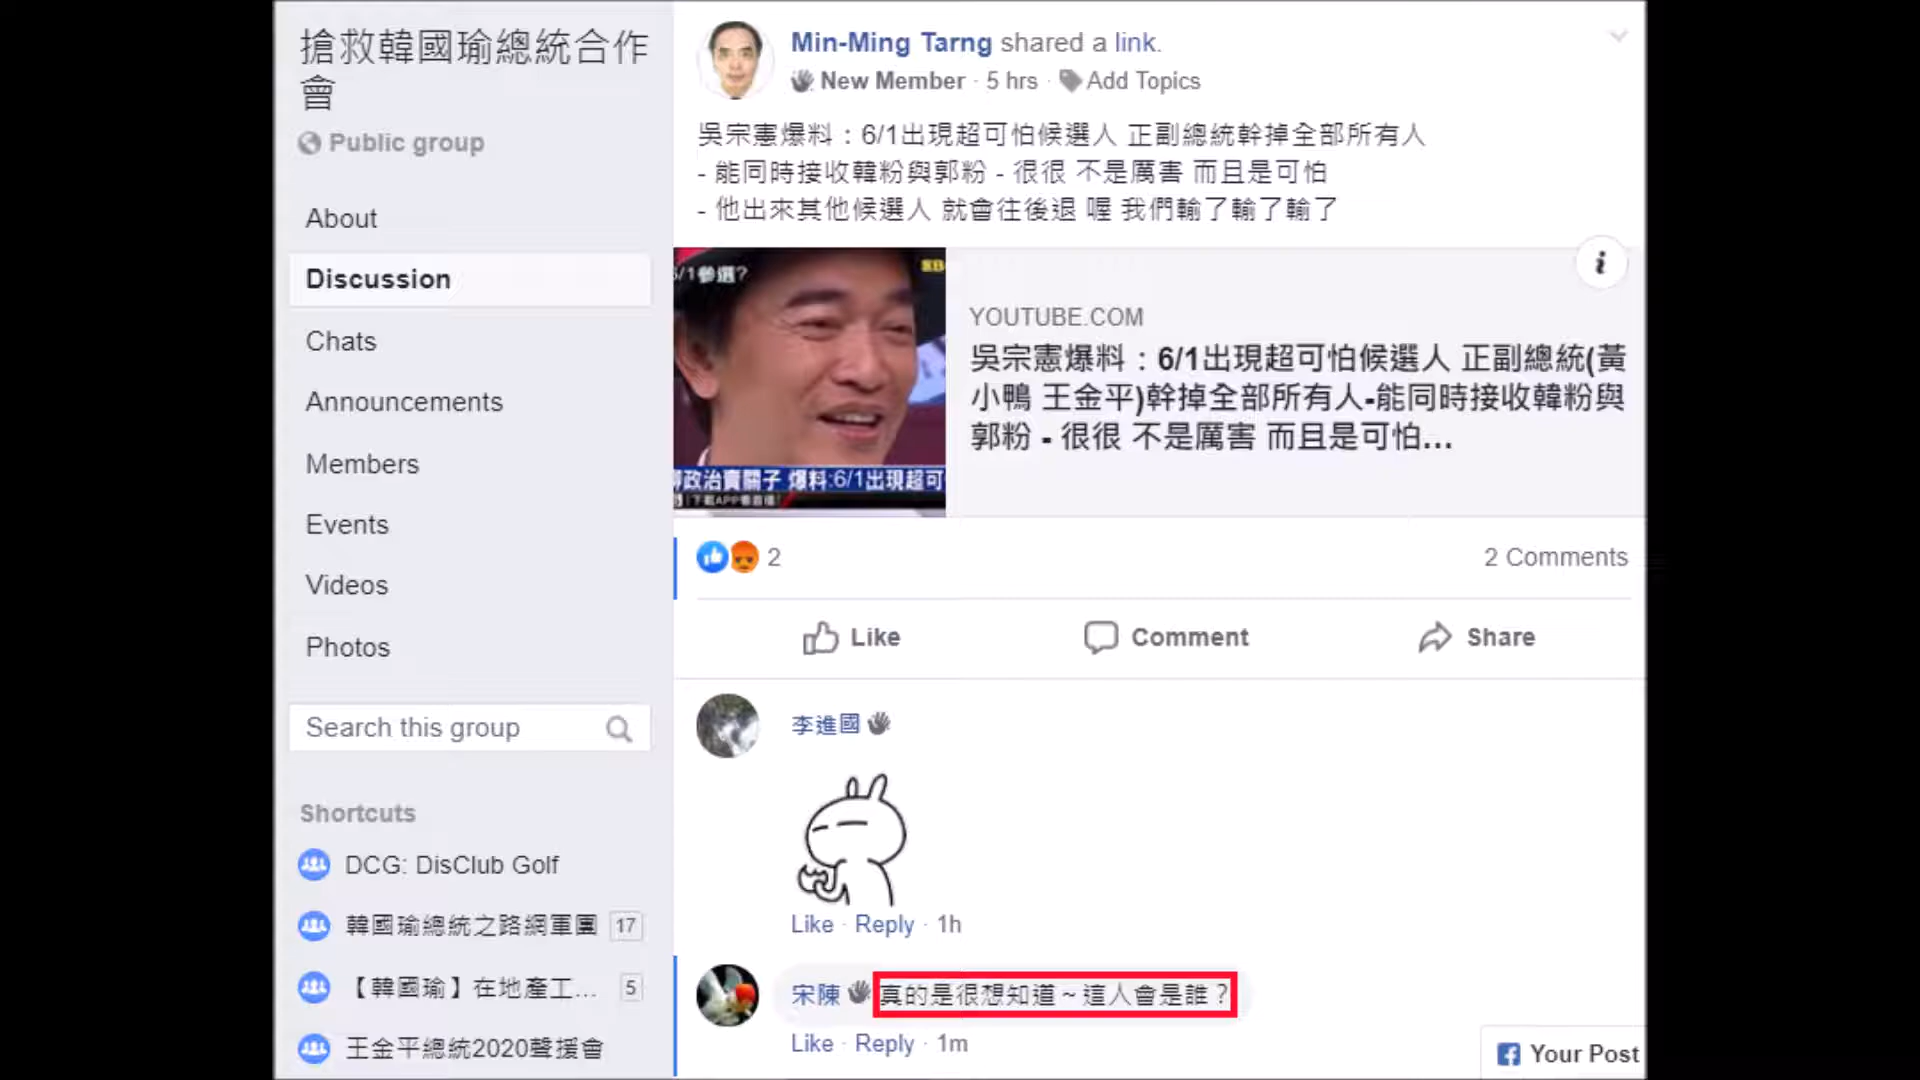 搶救韓國瑜總統合作
會
Public group
About
Discussion
Chats
Announcements
Members
Events
Videos
Photos
Search this group
Shortcuts
DCG: DisClub Golf
韓國瑜總統之路網軍團 17
【韓國瑜】在地產工... 5
王金平總統2020聲援會
Min-Ming Tarng shared a link.
New Member · 5 hrs · Add Topics
吳宗憲爆料：6/1出現超可怕候選人 正副總統幹掉全部所有人
- 能同時接收韓粉與郭粉 - 很很 不是厲害 而且是可怕
- 他出來其他候選人 就會往後退 喔 我們輸了輸了輸了
/1參選?
政治賣關子 爆料:6/1出現超可
YOUTUBE.COM
吳宗憲爆料：6/1出現超可怕候選人 正副總統(黃
小鴨 王金平)幹掉全部所有人-能同時接收韓粉與
郭粉 - 很很 不是厲害 而且是可怕...
2
2 Comments
Like
Comment
Share
李進國
Like · Reply · 1h
宋陳 真的是很想知道~這人會是誰？
Like · Reply · 1m
Your Post